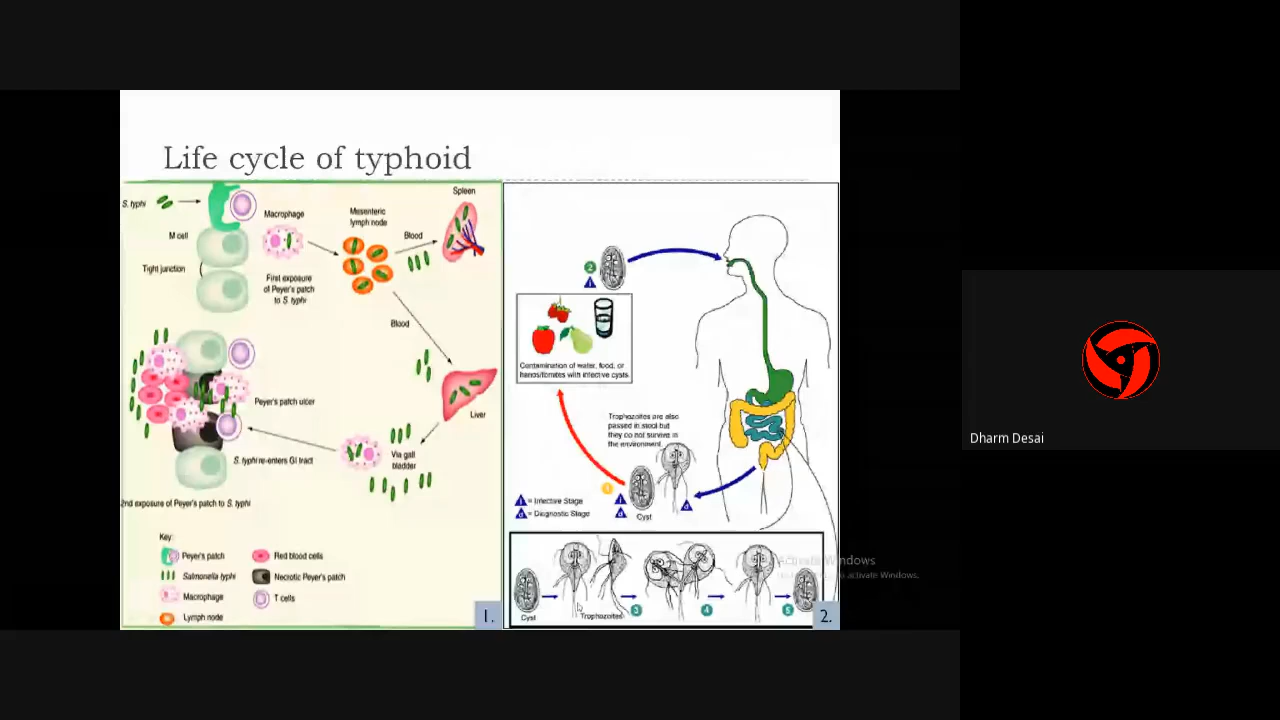 Life cycle of typhoid
S. typhi
M cell
Tight junction
Macrophage
First exposure
of Peyer's patch
to S. typhi
Mesenteric
lymph node
Blood
Spleen
Blood
Liver
Peyer's patch ulcer
S. typhi re-enters GI tract
Via gall
bladder
2nd exposure of Peyer's patch to S. typhi
Key:
Peyer's patch
Salmonella typhi
Macrophage
Lymph node
Red blood cells
Necrotic Peyer's patch
T cells
1.
2
i
Contamination of water, food, or
hands/fomites with infective cysts.
Trophozoites are also
passed in stool but
they do not survive in
the environment.
1
i
d
Cyst
d
i = Infective Stage
d = Diagnostic Stage
Cyst
Trophozoites
3
4
5
2.
Activate Windows
to activate Windows.
Dharm Desai